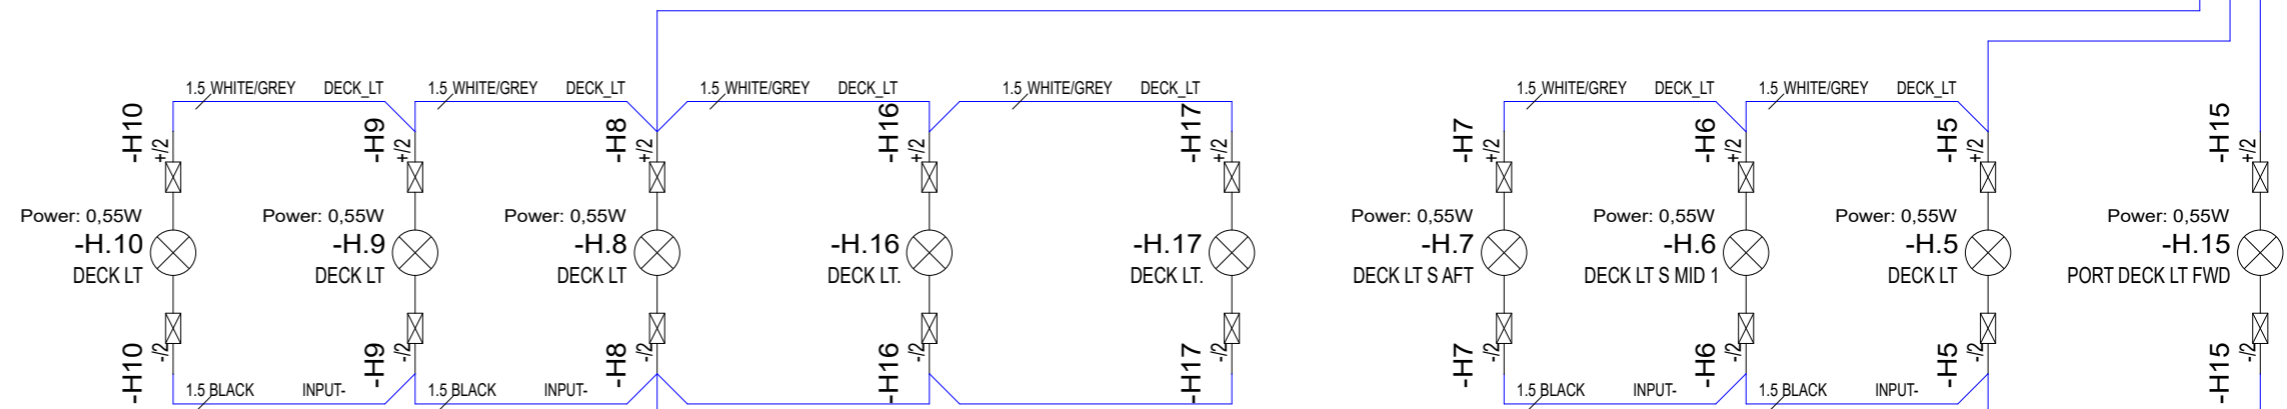 1.5 WHITE/GREY DECK_LT 1.5 WHITE/GREY DECK_LT 1.5 WHITE/GREY DECK_LT 1.5 WHITE/GREY DECK_LT 1.5 WHITE/GREY DECK_LT 1.5 WHITE/GREY DECK_LT
-H10 +/2 -H9 +/2 -H8 +/2 -H16 +/2 -H17 +/2 -H7 +/2 -H6 +/2 -H5 +/2 -H15 +/2
Power: 0,55W Power: 0,55W Power: 0,55W Power: 0,55W Power: 0,55W Power: 0,55W Power: 0,55W
-H.10 -H.9 -H.8 -H.16 -H.17 -H.7 -H.6 -H.5 -H.15
DECK LT DECK LT DECK LT DECK LT. DECK LT. DECK LT S AFT DECK LT S MID 1 DECK LT PORT DECK LT FWD
-H10 -/2 -H9 -/2 -H8 -/2 -H16 -/2 -H17 -/2 -H7 -/2 -H6 -/2 -H5 -/2 -H15 -/2
1.5 BLACK INPUT- 1.5 BLACK INPUT- 1.5 BLACK INPUT- 1.5 BLACK INPUT-